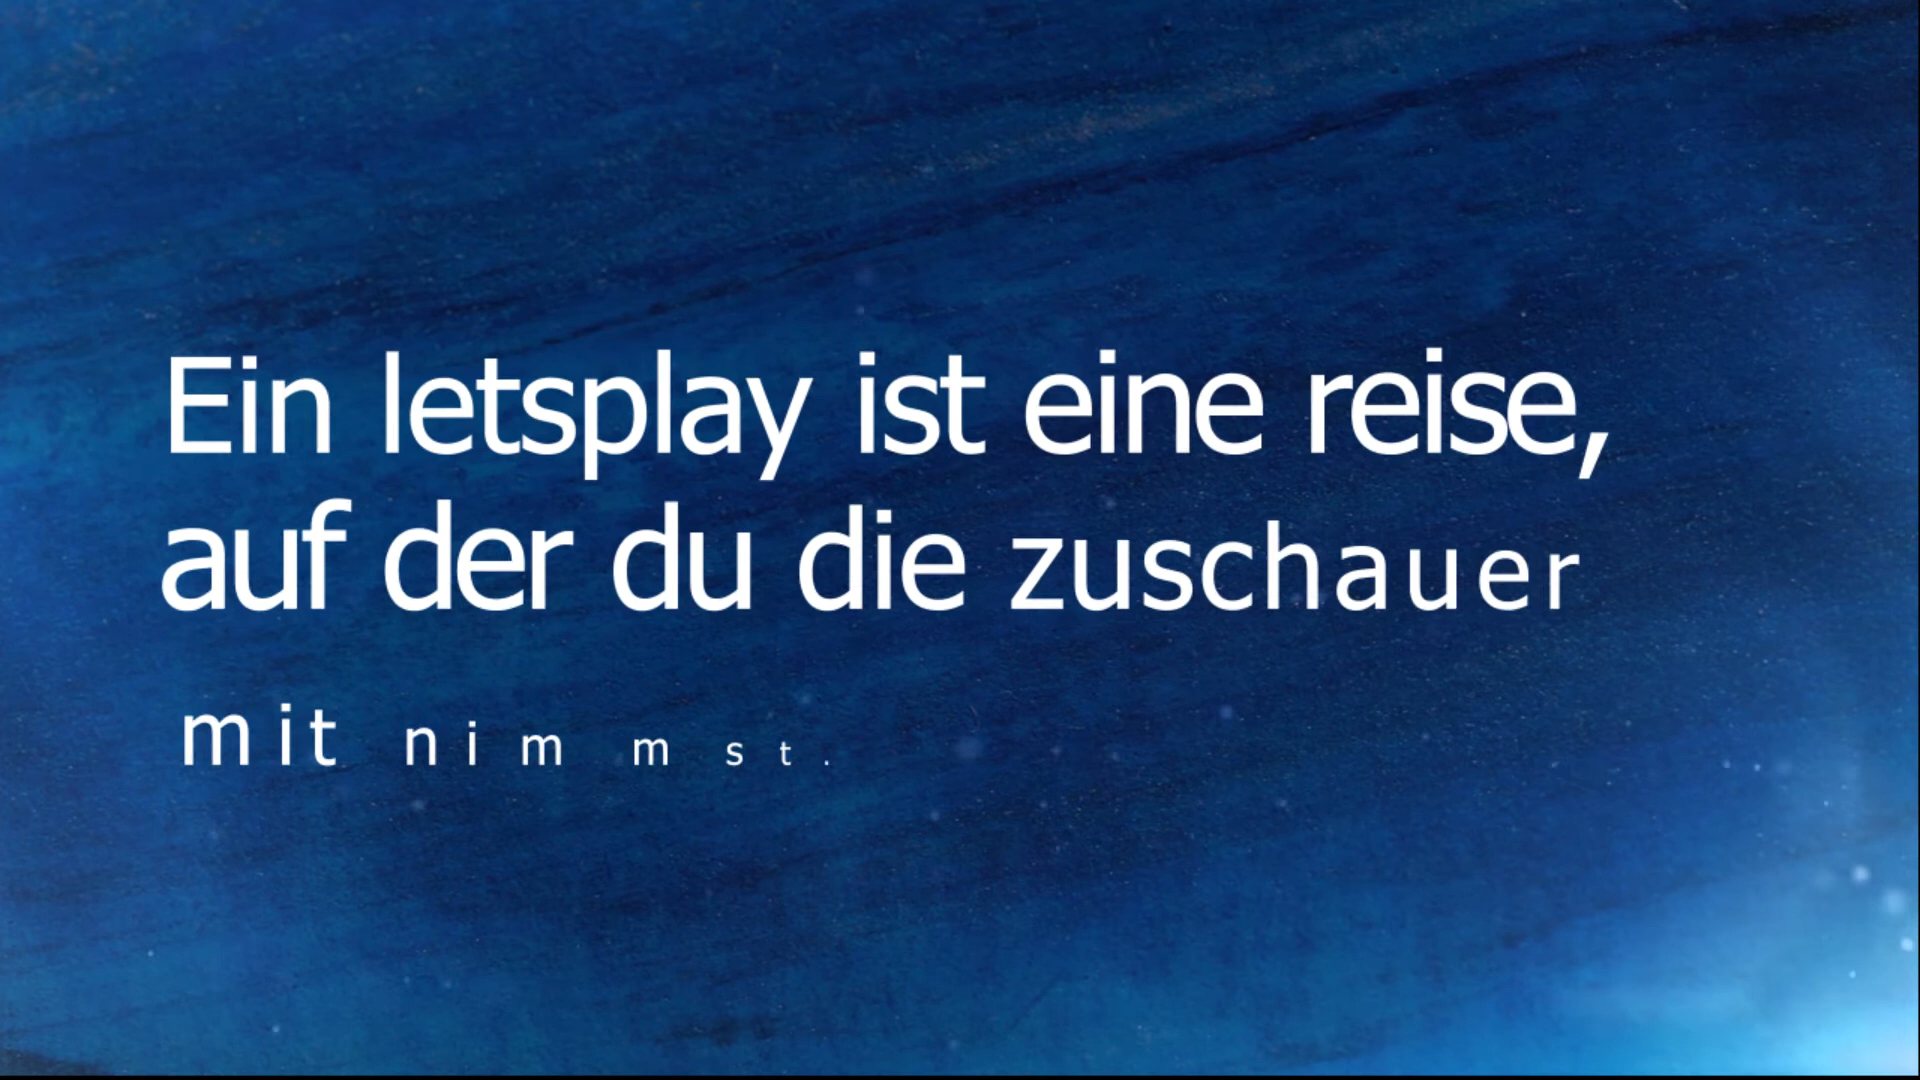 Ein letsplay ist eine reise,
auf der du die zuschauer
mit nimmst.